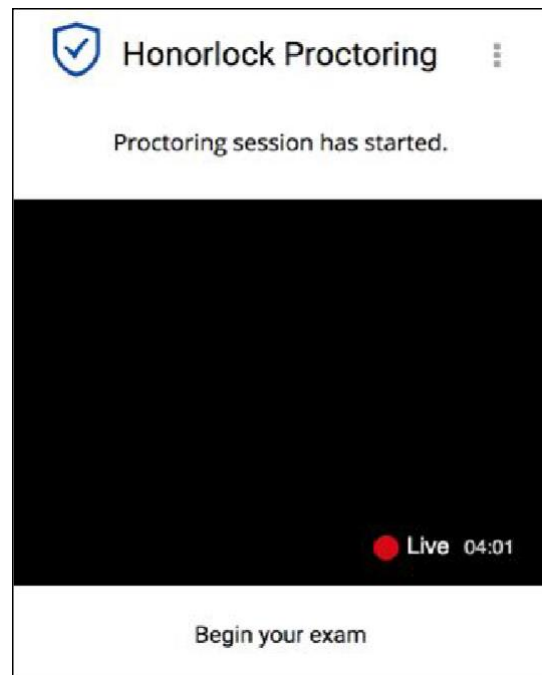 Honorlock Proctoring
Proctoring session has started.
Live 04:01
Begin your exam